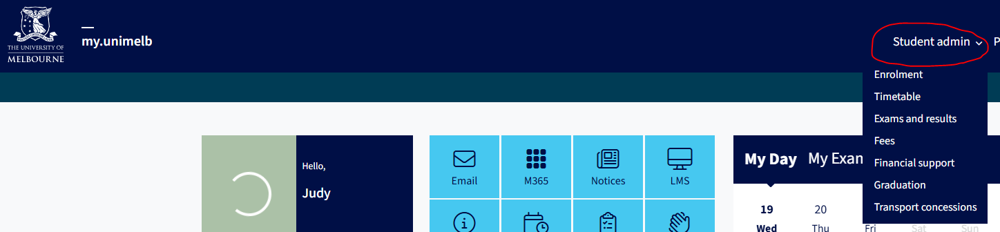 THE UNIVERSITY OF
MELBOURNE
my.unimelb
Student admin
P
Enrolment
Timetable
Exams and results
Fees
Financial support
Graduation
Transport concessions
Hello,
Judy
Email
M365
Notices
LMS
My Day
My Exan
19
20
Wed
Thu
Fri
Sat
Sun